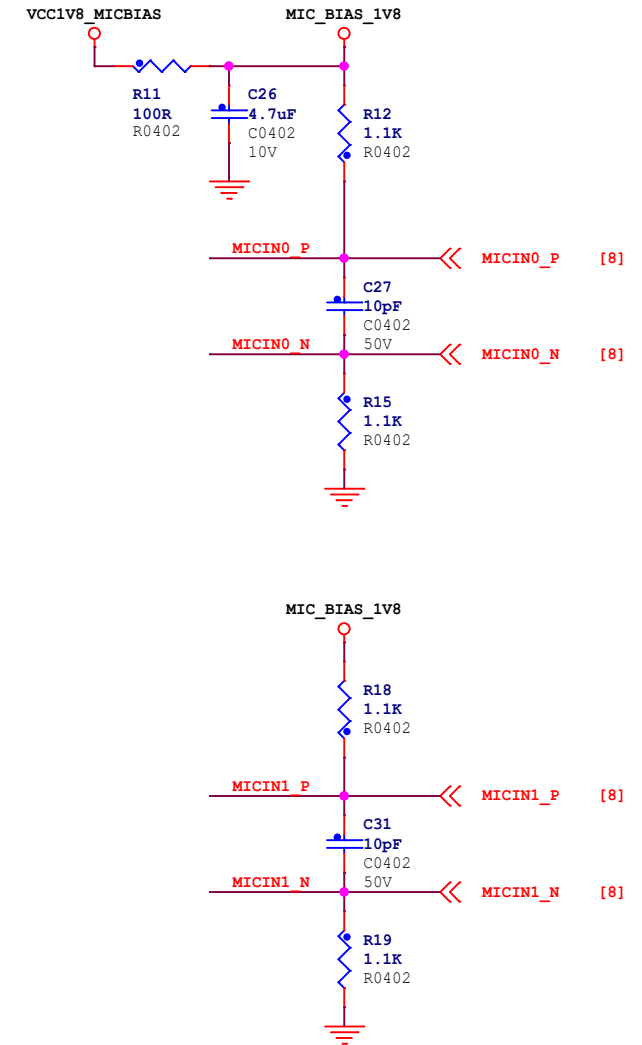 VCC1V8_MICBIAS
MIC_BIAS_1V8
R11
100R
R0402
C26
4.7uF
C0402
10V
R12
1.1K
R0402
MICIN0_P
MICIN0_P [8]
C27
10pF
C0402
50V
MICIN0_N
MICIN0_N [8]
R15
1.1K
R0402
MIC_BIAS_1V8
R18
1.1K
R0402
MICIN1_P
MICIN1_P [8]
C31
10pF
C0402
50V
MICIN1_N
MICIN1_N [8]
R19
1.1K
R0402